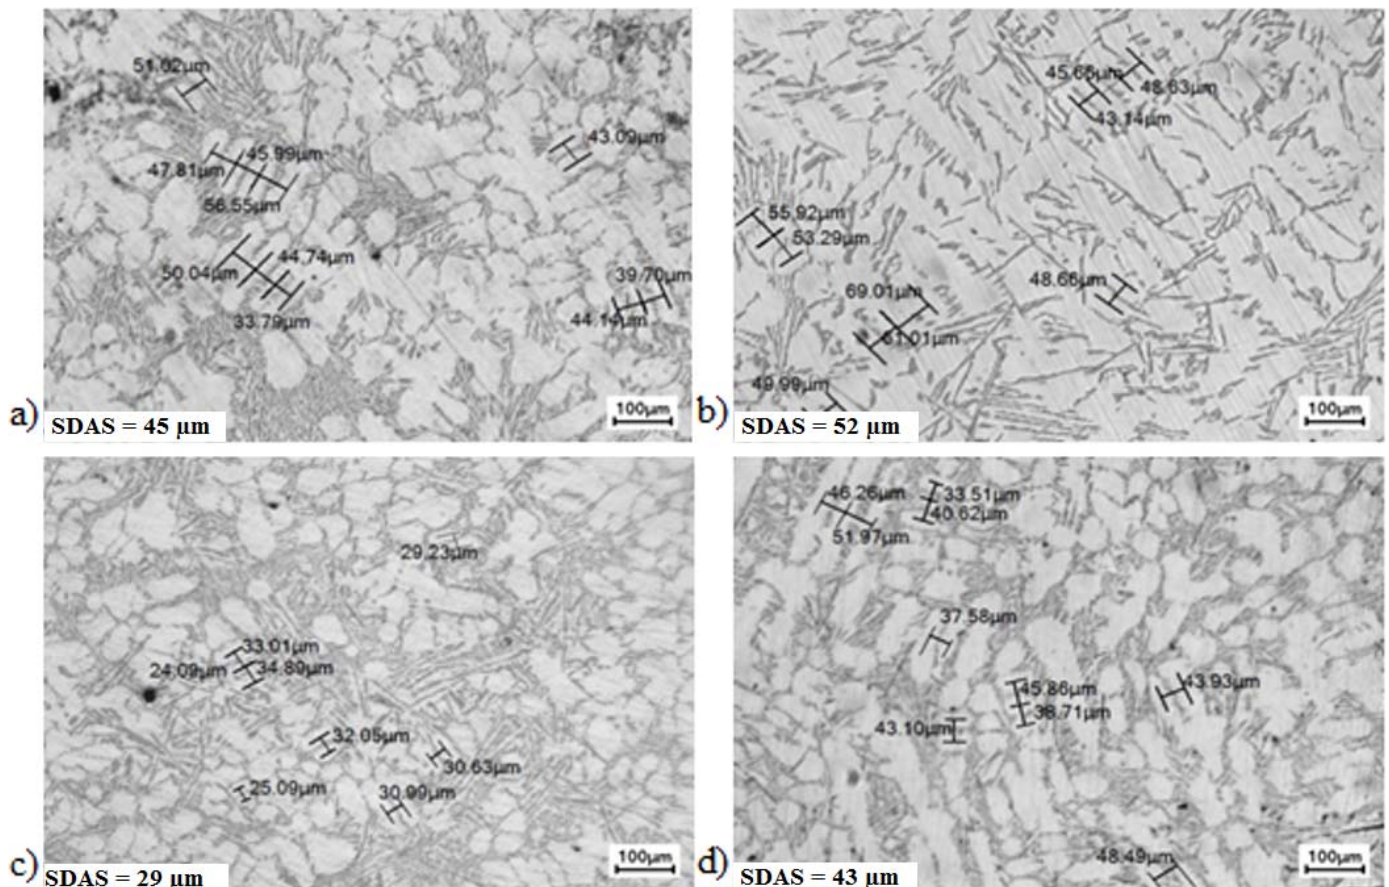 51.02µm
43.09µm
45.99µm
47.81µm
56.55µm
44.74µm
50.04µm
39.70µm
33.79µm
44.14µm
100µm
a) SDAS = 45 µm
45.65µm
48.63µm
43.14µm
55.92µm
53.29µm
48.66µm
69.01µm
61.01µm
49.99µm
100µm
b) SDAS = 52 µm
29.23µm
33.01µm
24.09µm
34.89µm
32.05µm
30.63µm
25.09µm
30.99µm
100µm
c) SDAS = 29 µm
46.26µm
33.51µm
40.62µm
51.97µm
37.58µm
43.93µm
45.86µm
38.71µm
43.10µm
48.49µm
100µm
d) SDAS = 43 µm